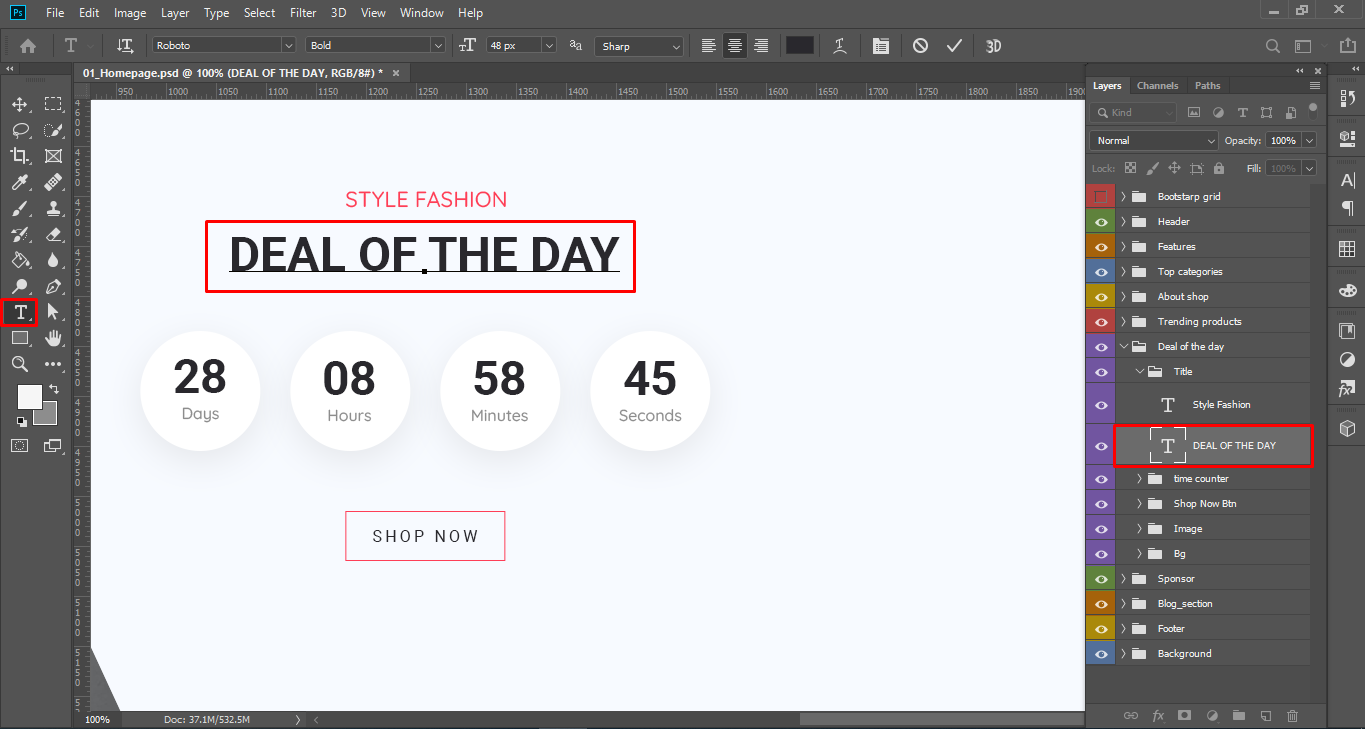 Ps File Edit Image Layer Type Select Filter 3D View Window Help
T Roboto Bold 48 px Sharp 3D
01_Homepage.psd @ 100% (DEAL OF THE DAY, RGB/8#) * ×
950 1000 1050 1100 1150 1200 1250 1300 1350 1400 1450 1500 1550 1600 1650 1700 1750 1800 1850 1900
STYLE FASHION
DEAL OF THE DAY
28
Days
08
Hours
58
Minutes
45
Seconds
SHOP NOW
100% Doc: 37.1M/532.5M
Layers Channels Paths
Kind
Normal Opacity: 100%
Lock: Fill: 100%
Bootstarp grid
Header
Features
Top categories
About shop
Trending products
Deal of the day
Title
T Style Fashion
T DEAL OF THE DAY
time counter
Shop Now Btn
Image
Bg
Sponsor
Blog_section
Footer
Background
fx